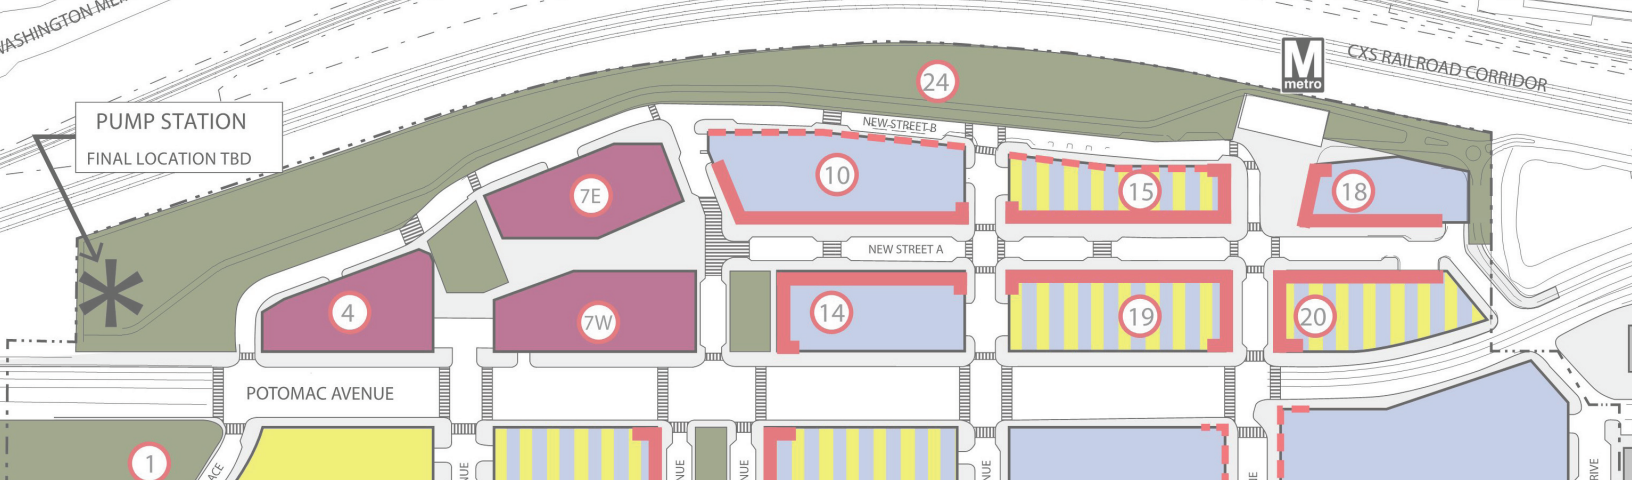 CXS RAILROAD CORRIDOR
M
metro
24
PUMP STATION
FINAL LOCATION TBD
NEW STREET B
7E
10
15
18
NEW STREET A
4
7W
14
19
20
POTOMAC AVENUE
1